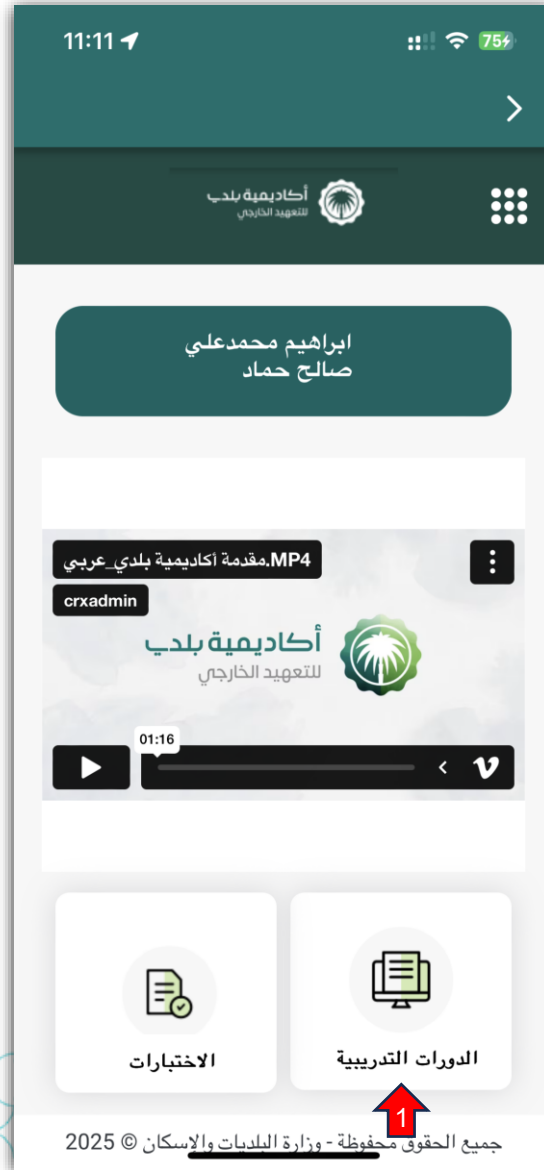 11:11
75
أكاديمية بلدي
للتعهيد الخارجي
ابراهيم محمدعلي
صالح حماد
مقدمة أكاديمية بلدي_عربي.MP4
crxadmin
أكاديمية بلدي
للتعهيد الخارجي
01:16
الدورات التدريبية
الاختبارات
1
جميع الحقوق محفوظة - وزارة البلديات والإسكان © 2025